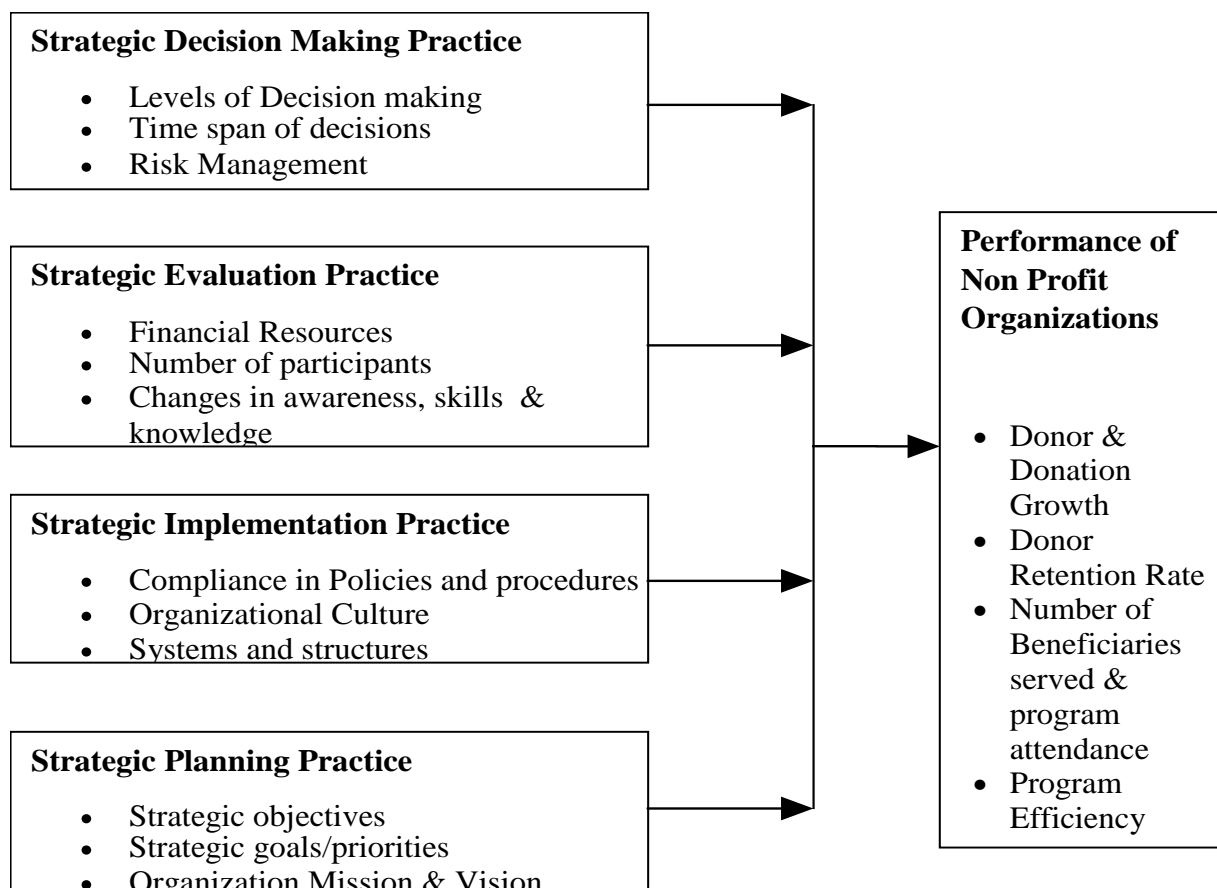 Strategic Decision Making Practice
• Levels of Decision making
• Time span of decisions
• Risk Management
Strategic Evaluation Practice
• Financial Resources
• Number of participants
• Changes in awareness, skills & 
knowledge
Strategic Implementation Practice
• Compliance in Policies and procedures
• Organizational Culture
• Systems and structures
Strategic Planning Practice
• Strategic objectives
• Strategic goals/priorities
• Organization Mission & Vision
Performance of
Non Profit
Organizations
• Donor &
Donation
Growth
• Donor
Retention Rate
• Number of
Beneficiaries
served &
program
attendance
• Program
Efficiency